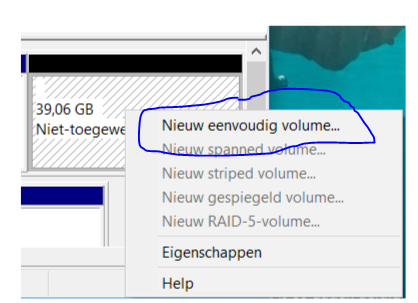 39,06 GB
Niet-toegewe
Nieuw eenvoudig volume...
Nieuw spanned volume...
Nieuw striped volume...
Nieuw gespiegeld volume...
Nieuw RAID-5-volume...
Eigenschappen
Help